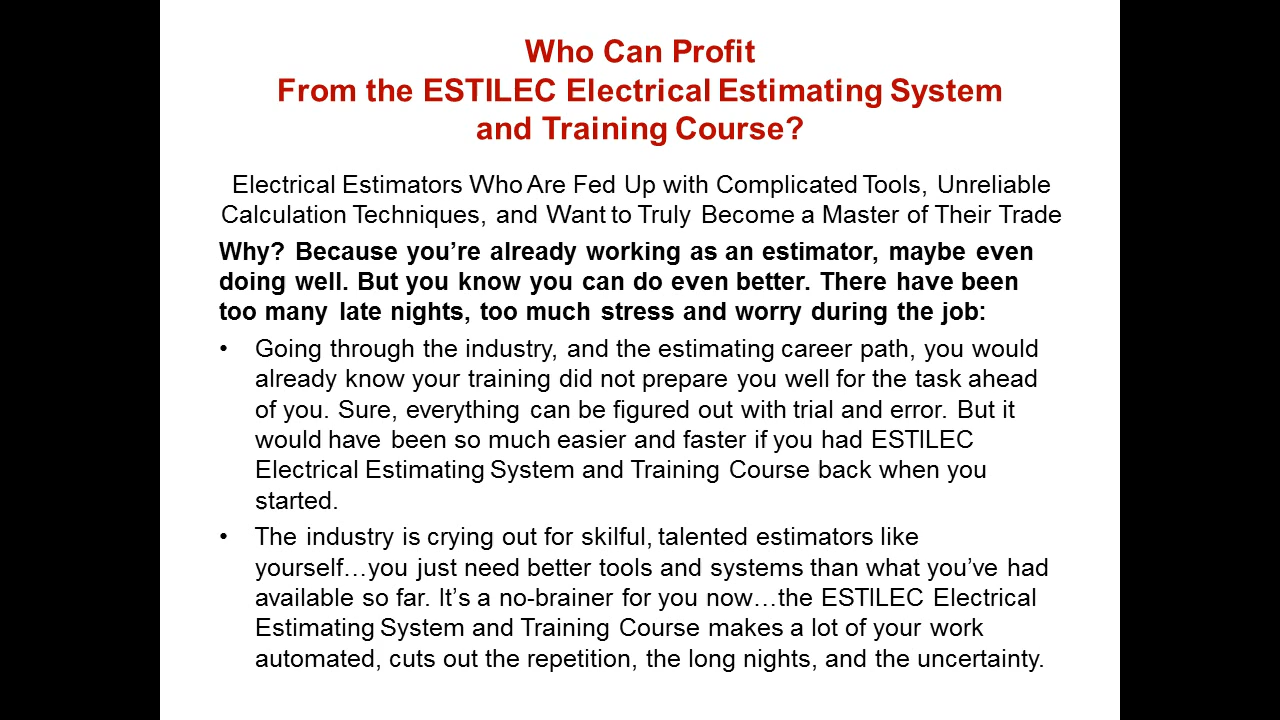 Who Can Profit
From the ESTILEC Electrical Estimating System
and Training Course?
Electrical Estimators Who Are Fed Up with Complicated Tools, Unreliable
Calculation Techniques, and Want to Truly Become a Master of Their Trade
Why? Because you’re already working as an estimator, maybe even
doing well. But you know you can do even better. There have been
too many late nights, too much stress and worry during the job:
• Going through the industry, and the estimating career path, you would
already know your training did not prepare you well for the task ahead
of you. Sure, everything can be figured out with trial and error. But it
would have been so much easier and faster if you had ESTILEC
Electrical Estimating System and Training Course back when you
started.
• The industry is crying out for skilful, talented estimators like
yourself…you just need better tools and systems than what you’ve had
available so far. It’s a no-brainer for you now…the ESTILEC Electrical
Estimating System and Training Course makes a lot of your work
automated, cuts out the repetition, the long nights, and the uncertainty.